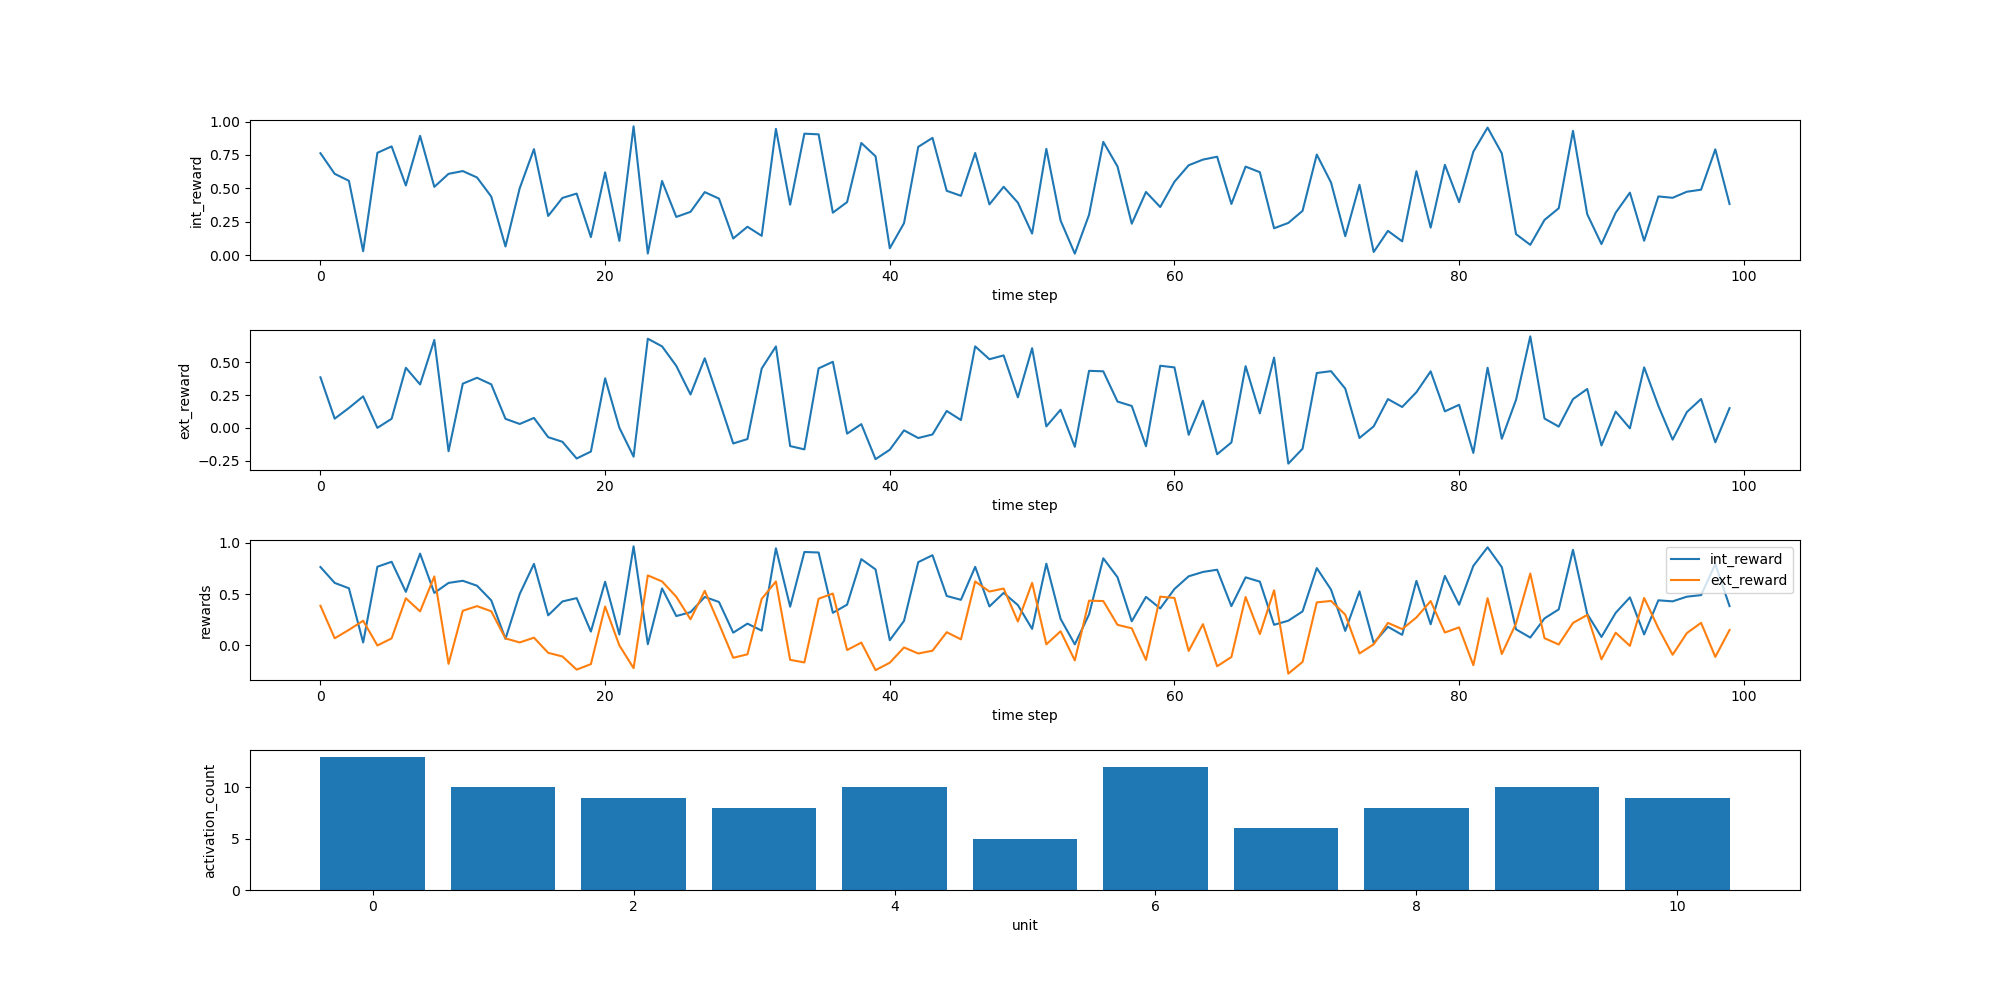 1.00
0.75
0.50
0.25
0.00
int_reward
0 20 40 60 80 100
time step
0.50
0.25
0.00
−0.25
ext_reward
0 20 40 60 80 100
time step
1.0
0.5
0.0
rewards
int_reward
ext_reward
0 20 40 60 80 100
time step
10
5
0
activation_count
0 2 4 6 8 10
unit